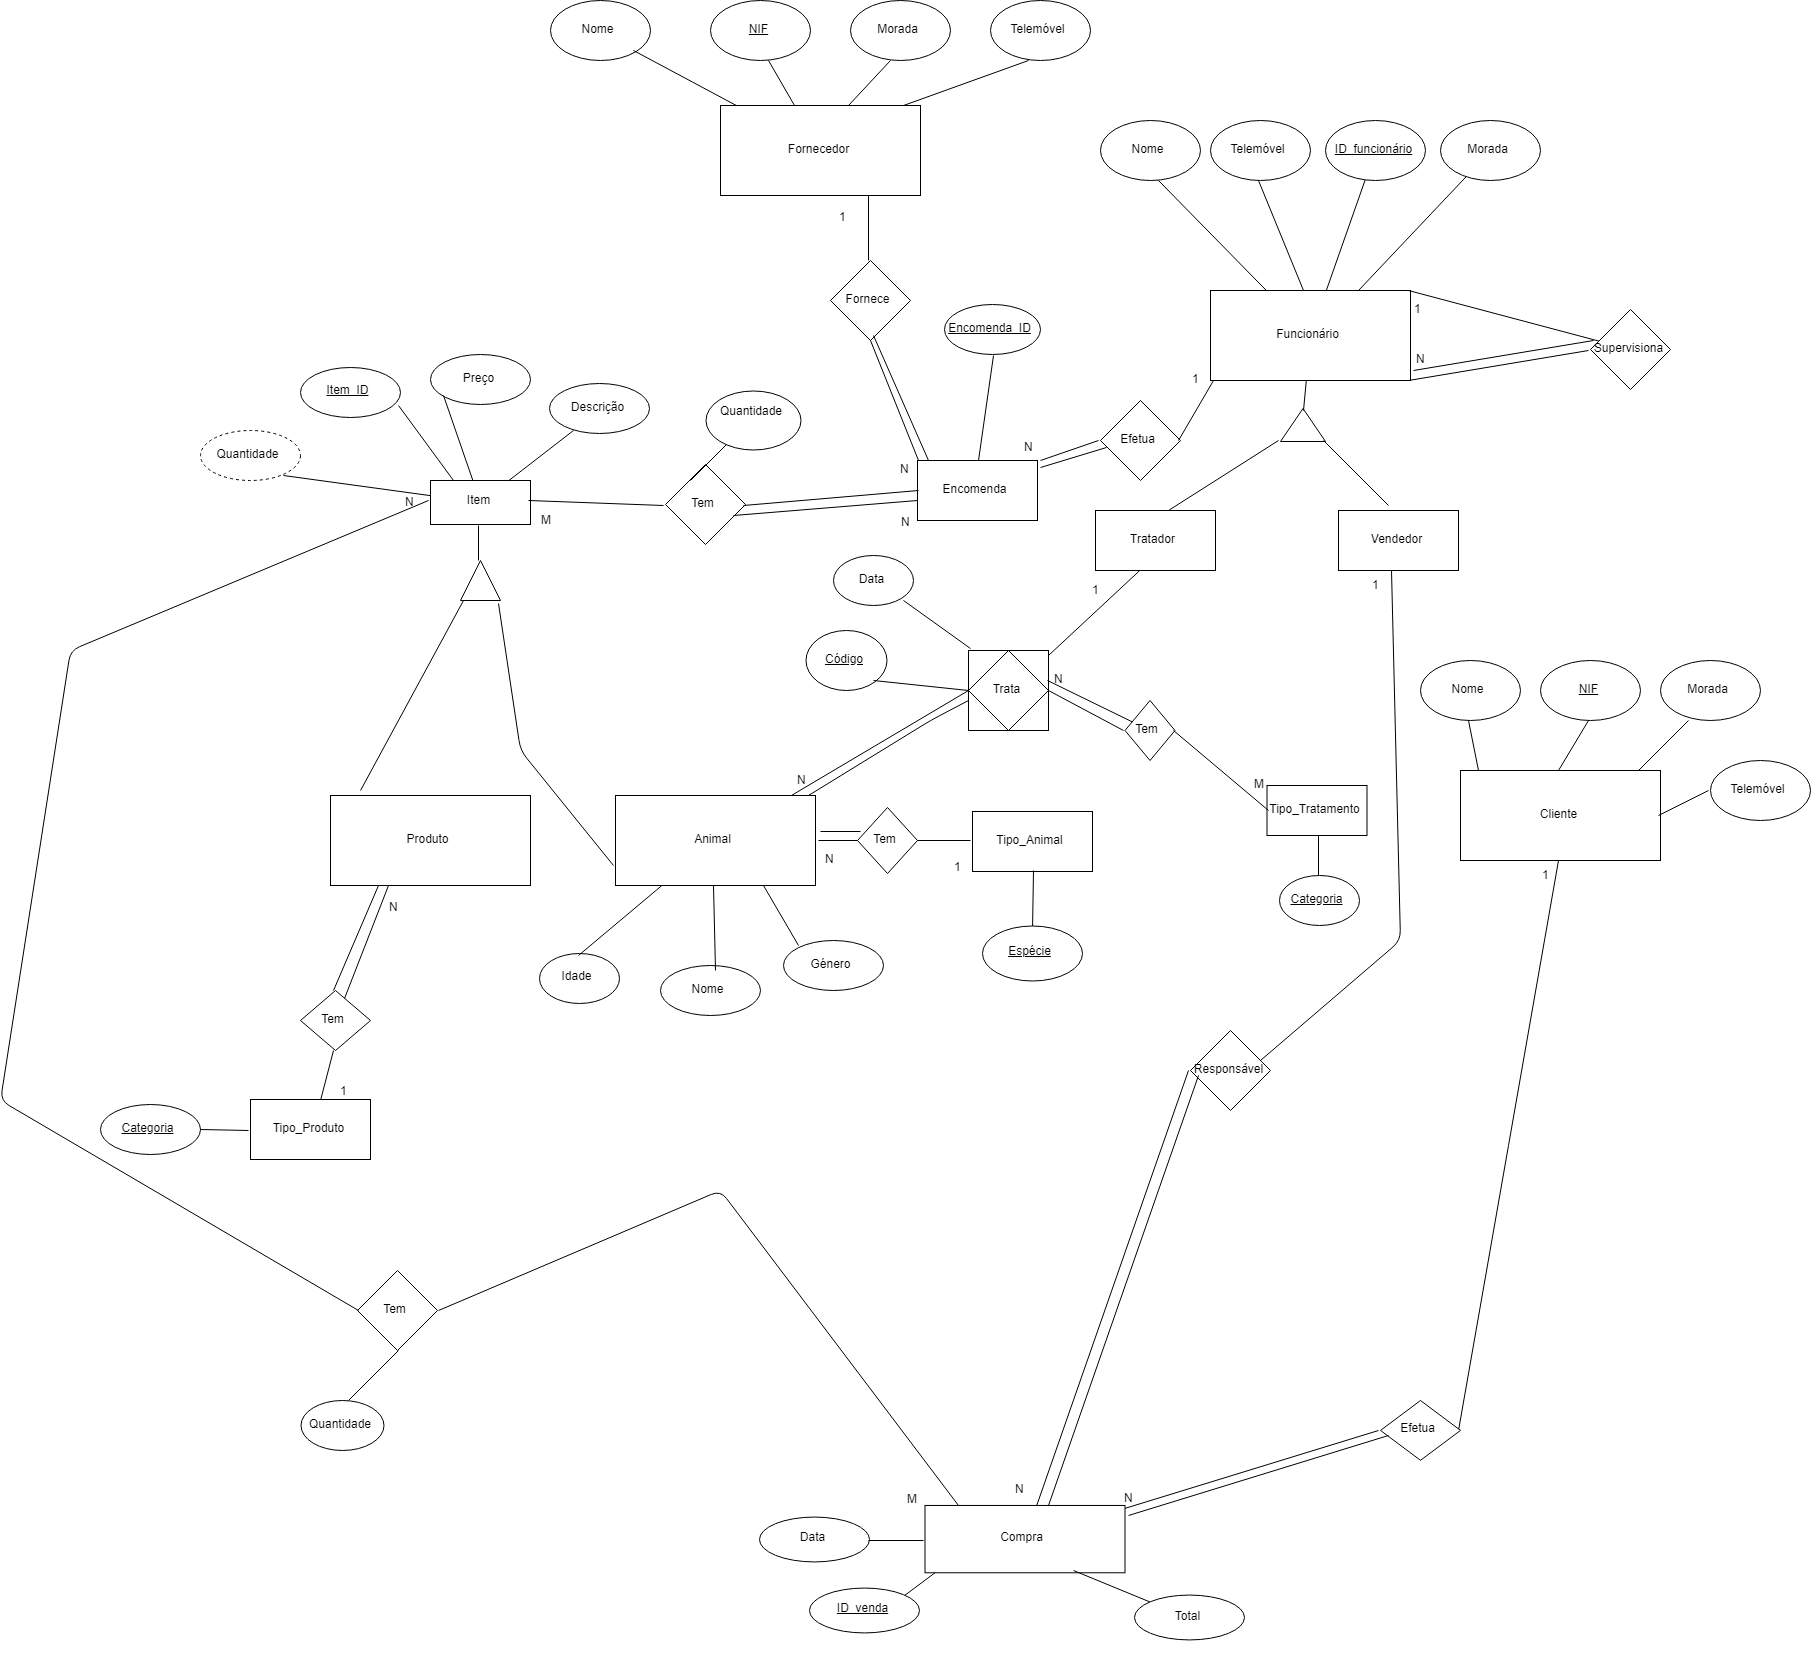 Nome
NIF
Morada
Telemóvel
Fornecedor
Nome
Telemóvel
ID_funcionário
Morada
1
Fornece
Encomenda_ID
Funcionário
1
N
Supervisiona
1
Item_ID
Preço
Descrição
Quantidade
Quantidade
Efetua
N
N
Item
N
M
Tem
Encomenda
N
Tratador
Vendedor
Data
1
1
Código
Trata
N
Tem
Nome
NIF
Morada
N
M
Tipo_Tratamento
Telemóvel
Cliente
Produto
Animal
Tem
Tipo_Animal
N
1
1
N
Categoria
Espécie
Idade
Nome
Género
Tem
Responsável
1
Categoria
Tipo_Produto
Tem
Quantidade
Efetua
M
N
N
Data
Compra
ID_venda
Total